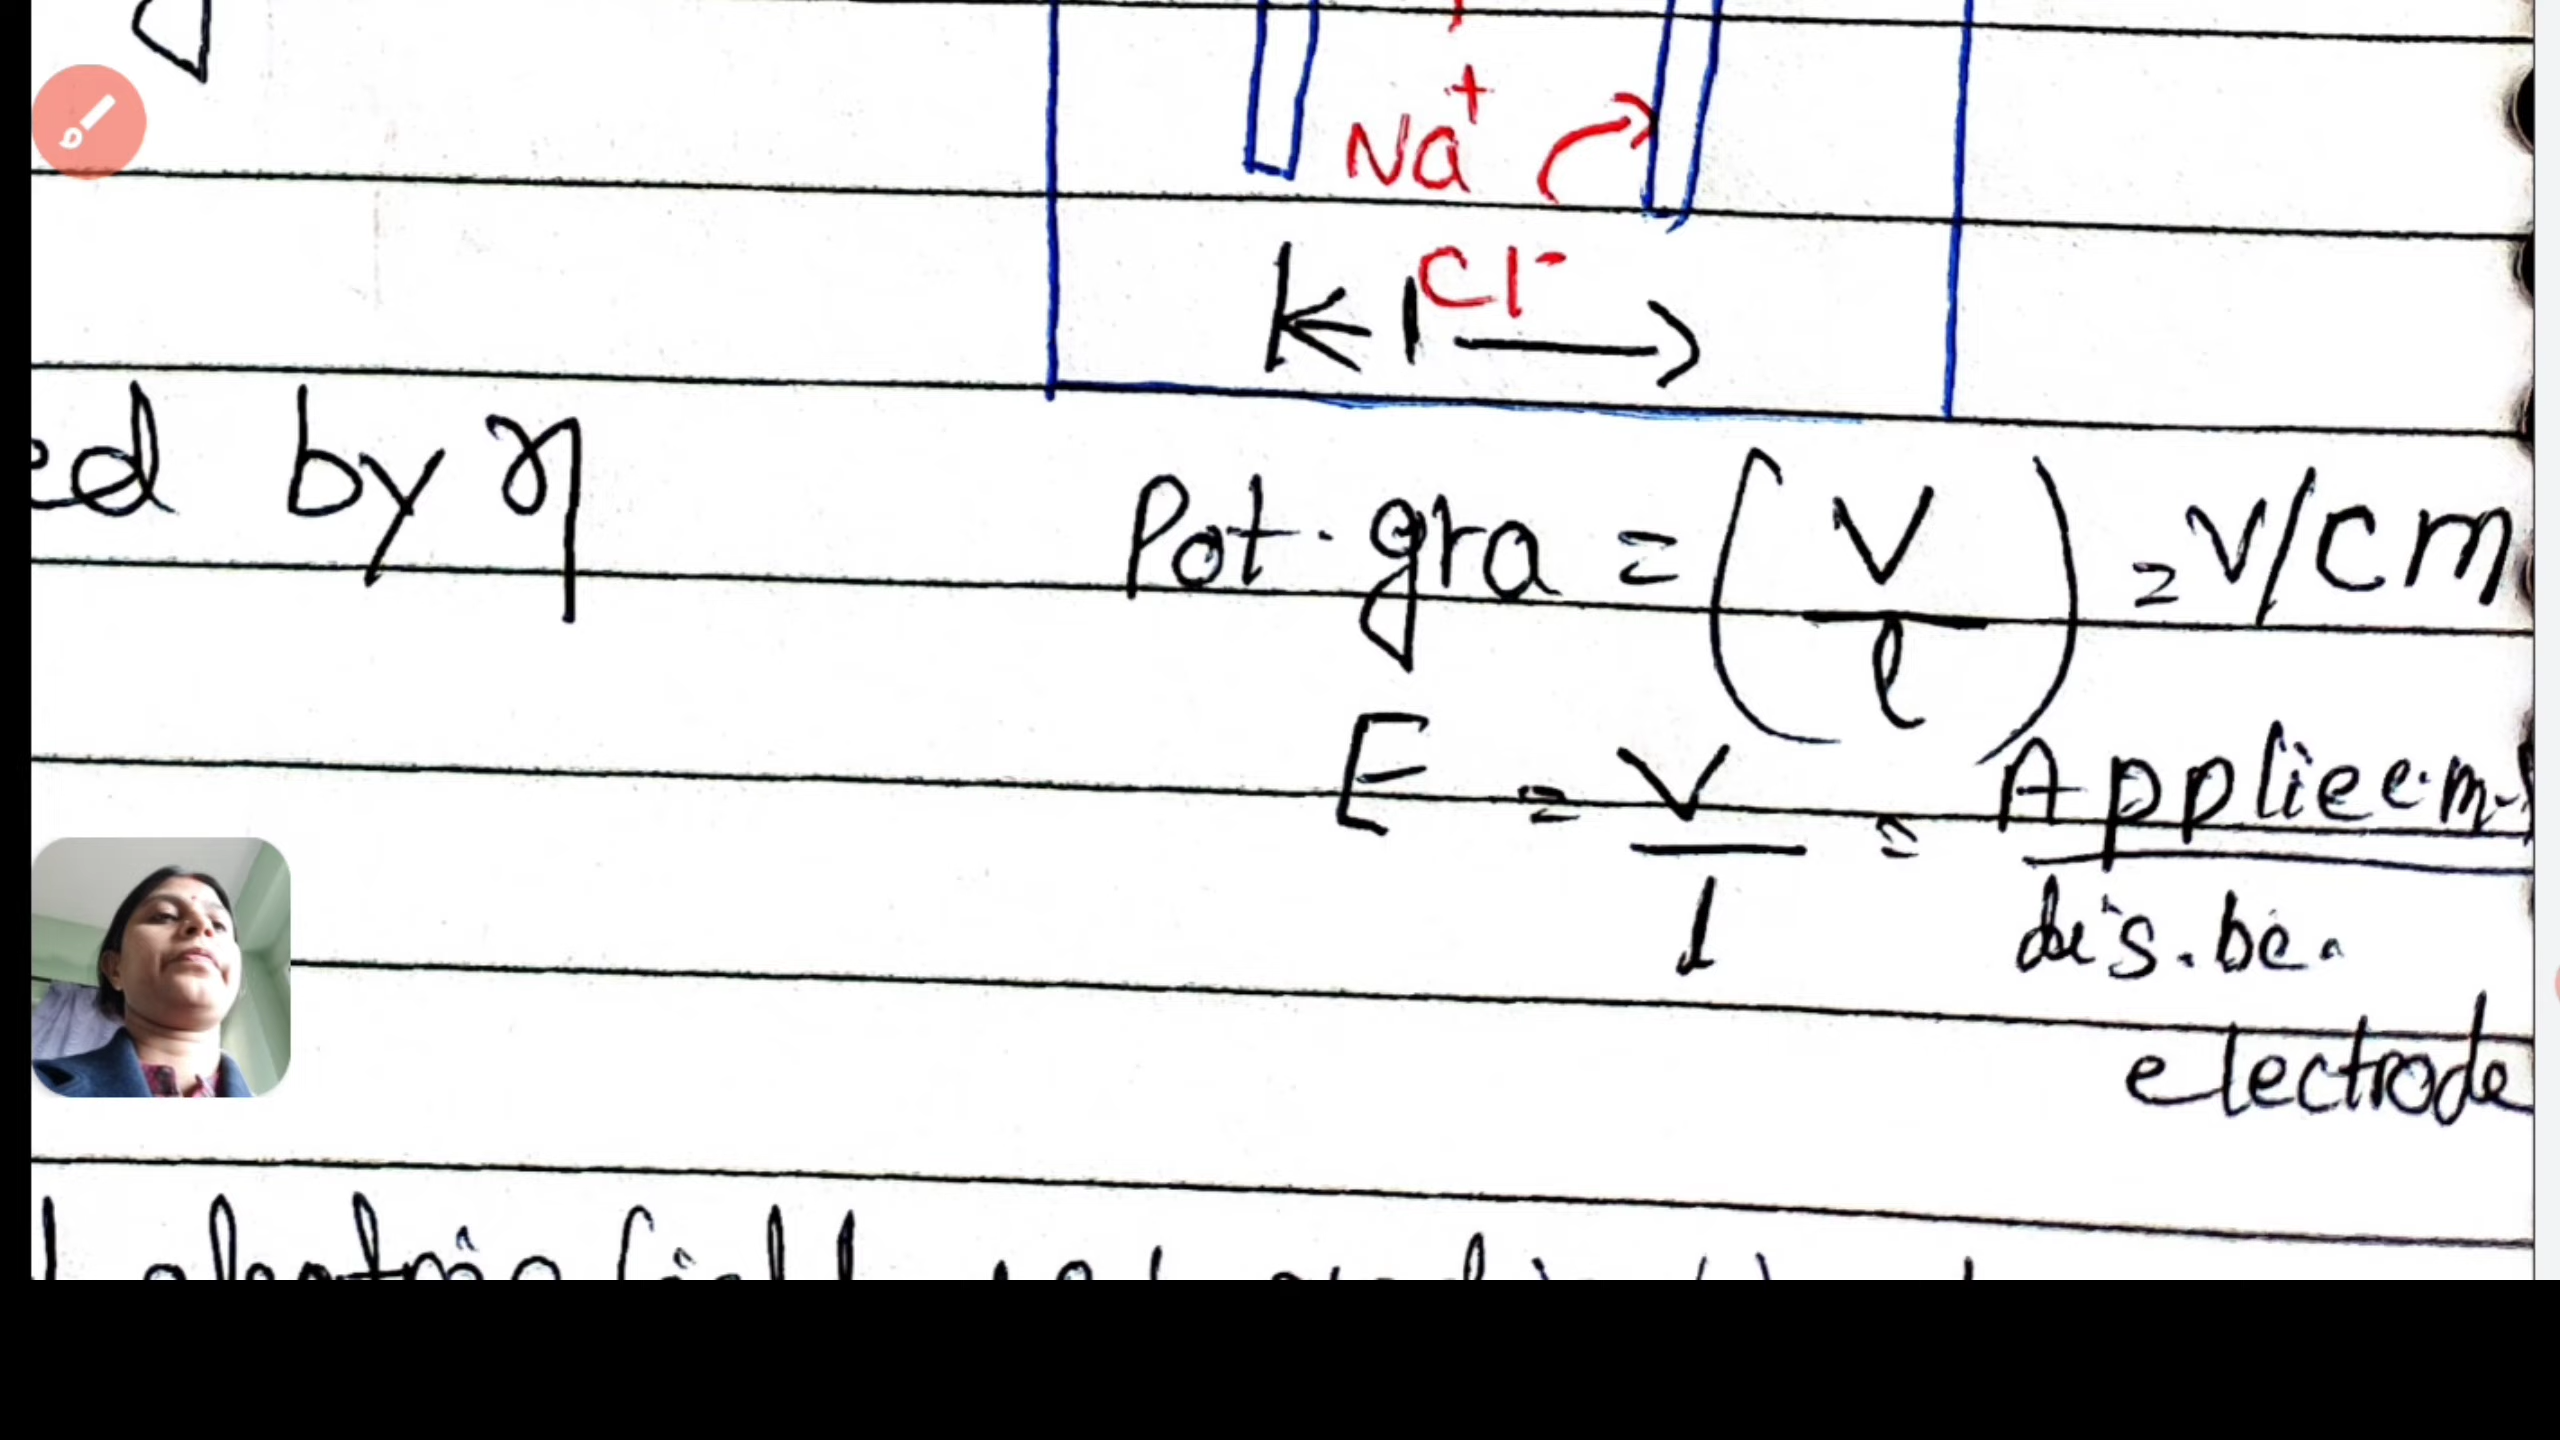 Na+
Cl-
l
ed by η
Pot. gra = (V/l) = V/cm
E = V/l = Applie e.m.
dis. be.
electrode